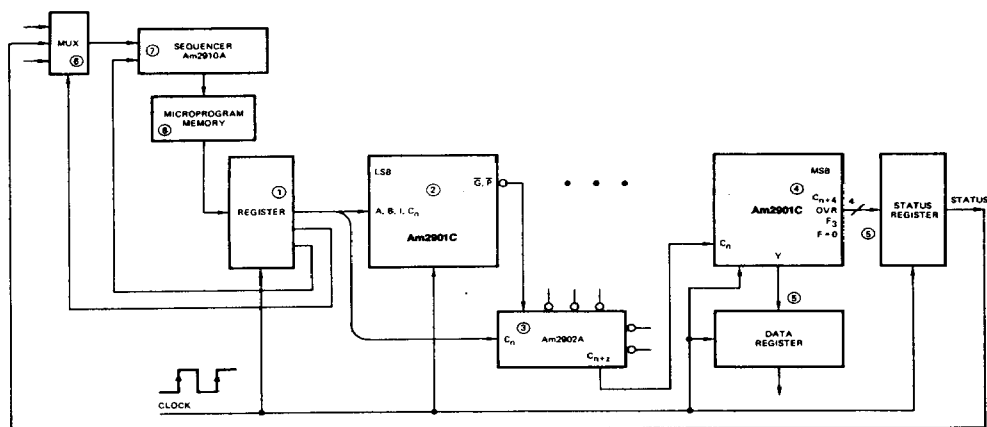 MUX
⑥
SEQUENCER
Am2910A
⑦
MICROPROGRAM
MEMORY
⑧
①
REGISTER
LSB
②
G̅, P̅
A, B, I, Cn
Am2901C
③
Cn
Am2902A
Cn+z
MSB
④
Cn+4
OVR
F3
F=0
Am2901C
Cn
Y
4
⑤
STATUS
REGISTER
STATUS
⑤
DATA
REGISTER
CLOCK